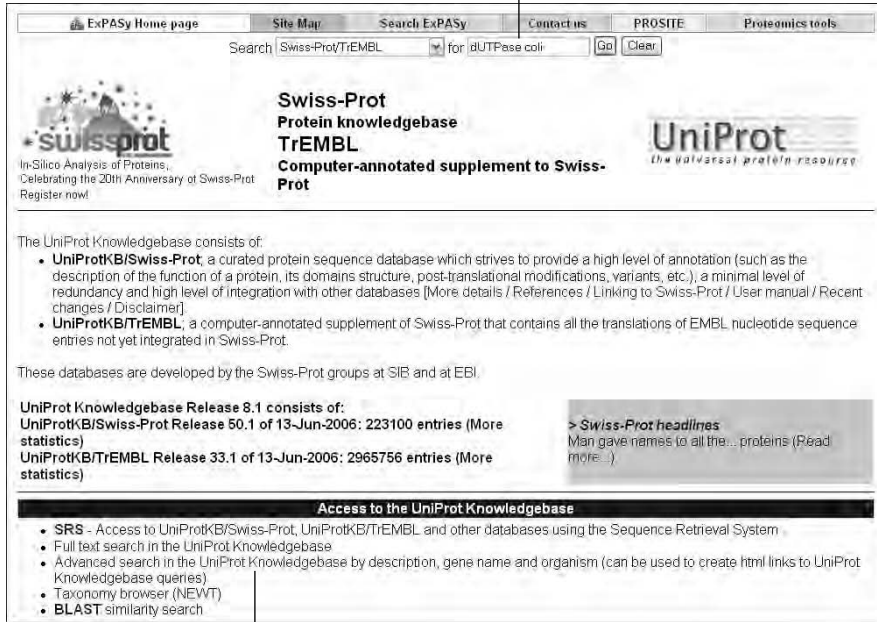 ExPASy Home page Site Map Search ExPASy Contact us PROSITE Proteomics tools
Search Swiss-Prot/TrEMBL for dUTPase coli Go Clear
swissprot
In-Silico Analysis of Proteins,
Celebrating the 20th Anniversary of Swiss-Prot
Register now!
Swiss-Prot
Protein knowledgebase
TrEMBL
Computer-annotated supplement to Swiss-
Prot
UniProt
the universal protein resource
The UniProt Knowledgebase consists of:
• UniProtKB/Swiss-Prot; a curated protein sequence database which strives to provide a high level of annotation (such as the
description of the function of a protein, its domains structure, post-translational modifications, variants, etc.), a minimal level of
redundancy and high level of integration with other databases [More details / References / Linking to Swiss-Prot / User manual / Recent
changes / Disclaimer].
• UniProtKB/TrEMBL; a computer-annotated supplement of Swiss-Prot that contains all the translations of EMBL nucleotide sequence
entries not yet integrated in Swiss-Prot.
These databases are developed by the Swiss-Prot groups at SIB and at EBI.
UniProt Knowledgebase Release 8.1 consists of:
UniProtKB/Swiss-Prot Release 50.1 of 13-Jun-2006: 223100 entries (More
statistics)
UniProtKB/TrEMBL Release 33.1 of 13-Jun-2006: 2965756 entries (More
statistics)
> Swiss-Prot headlines
Man gave names to all the... proteins (Read
more...)
Access to the UniProt Knowledgebase
• SRS - Access to UniProtKB/Swiss-Prot, UniProtKB/TrEMBL and other databases using the Sequence Retrieval System
• Full text search in the UniProt Knowledgebase
• Advanced search in the UniProt Knowledgebase by description, gene name and organism (can be used to create html links to UniProt
Knowledgebase queries)
• Taxonomy browser (NEWT)
• BLAST similarity search